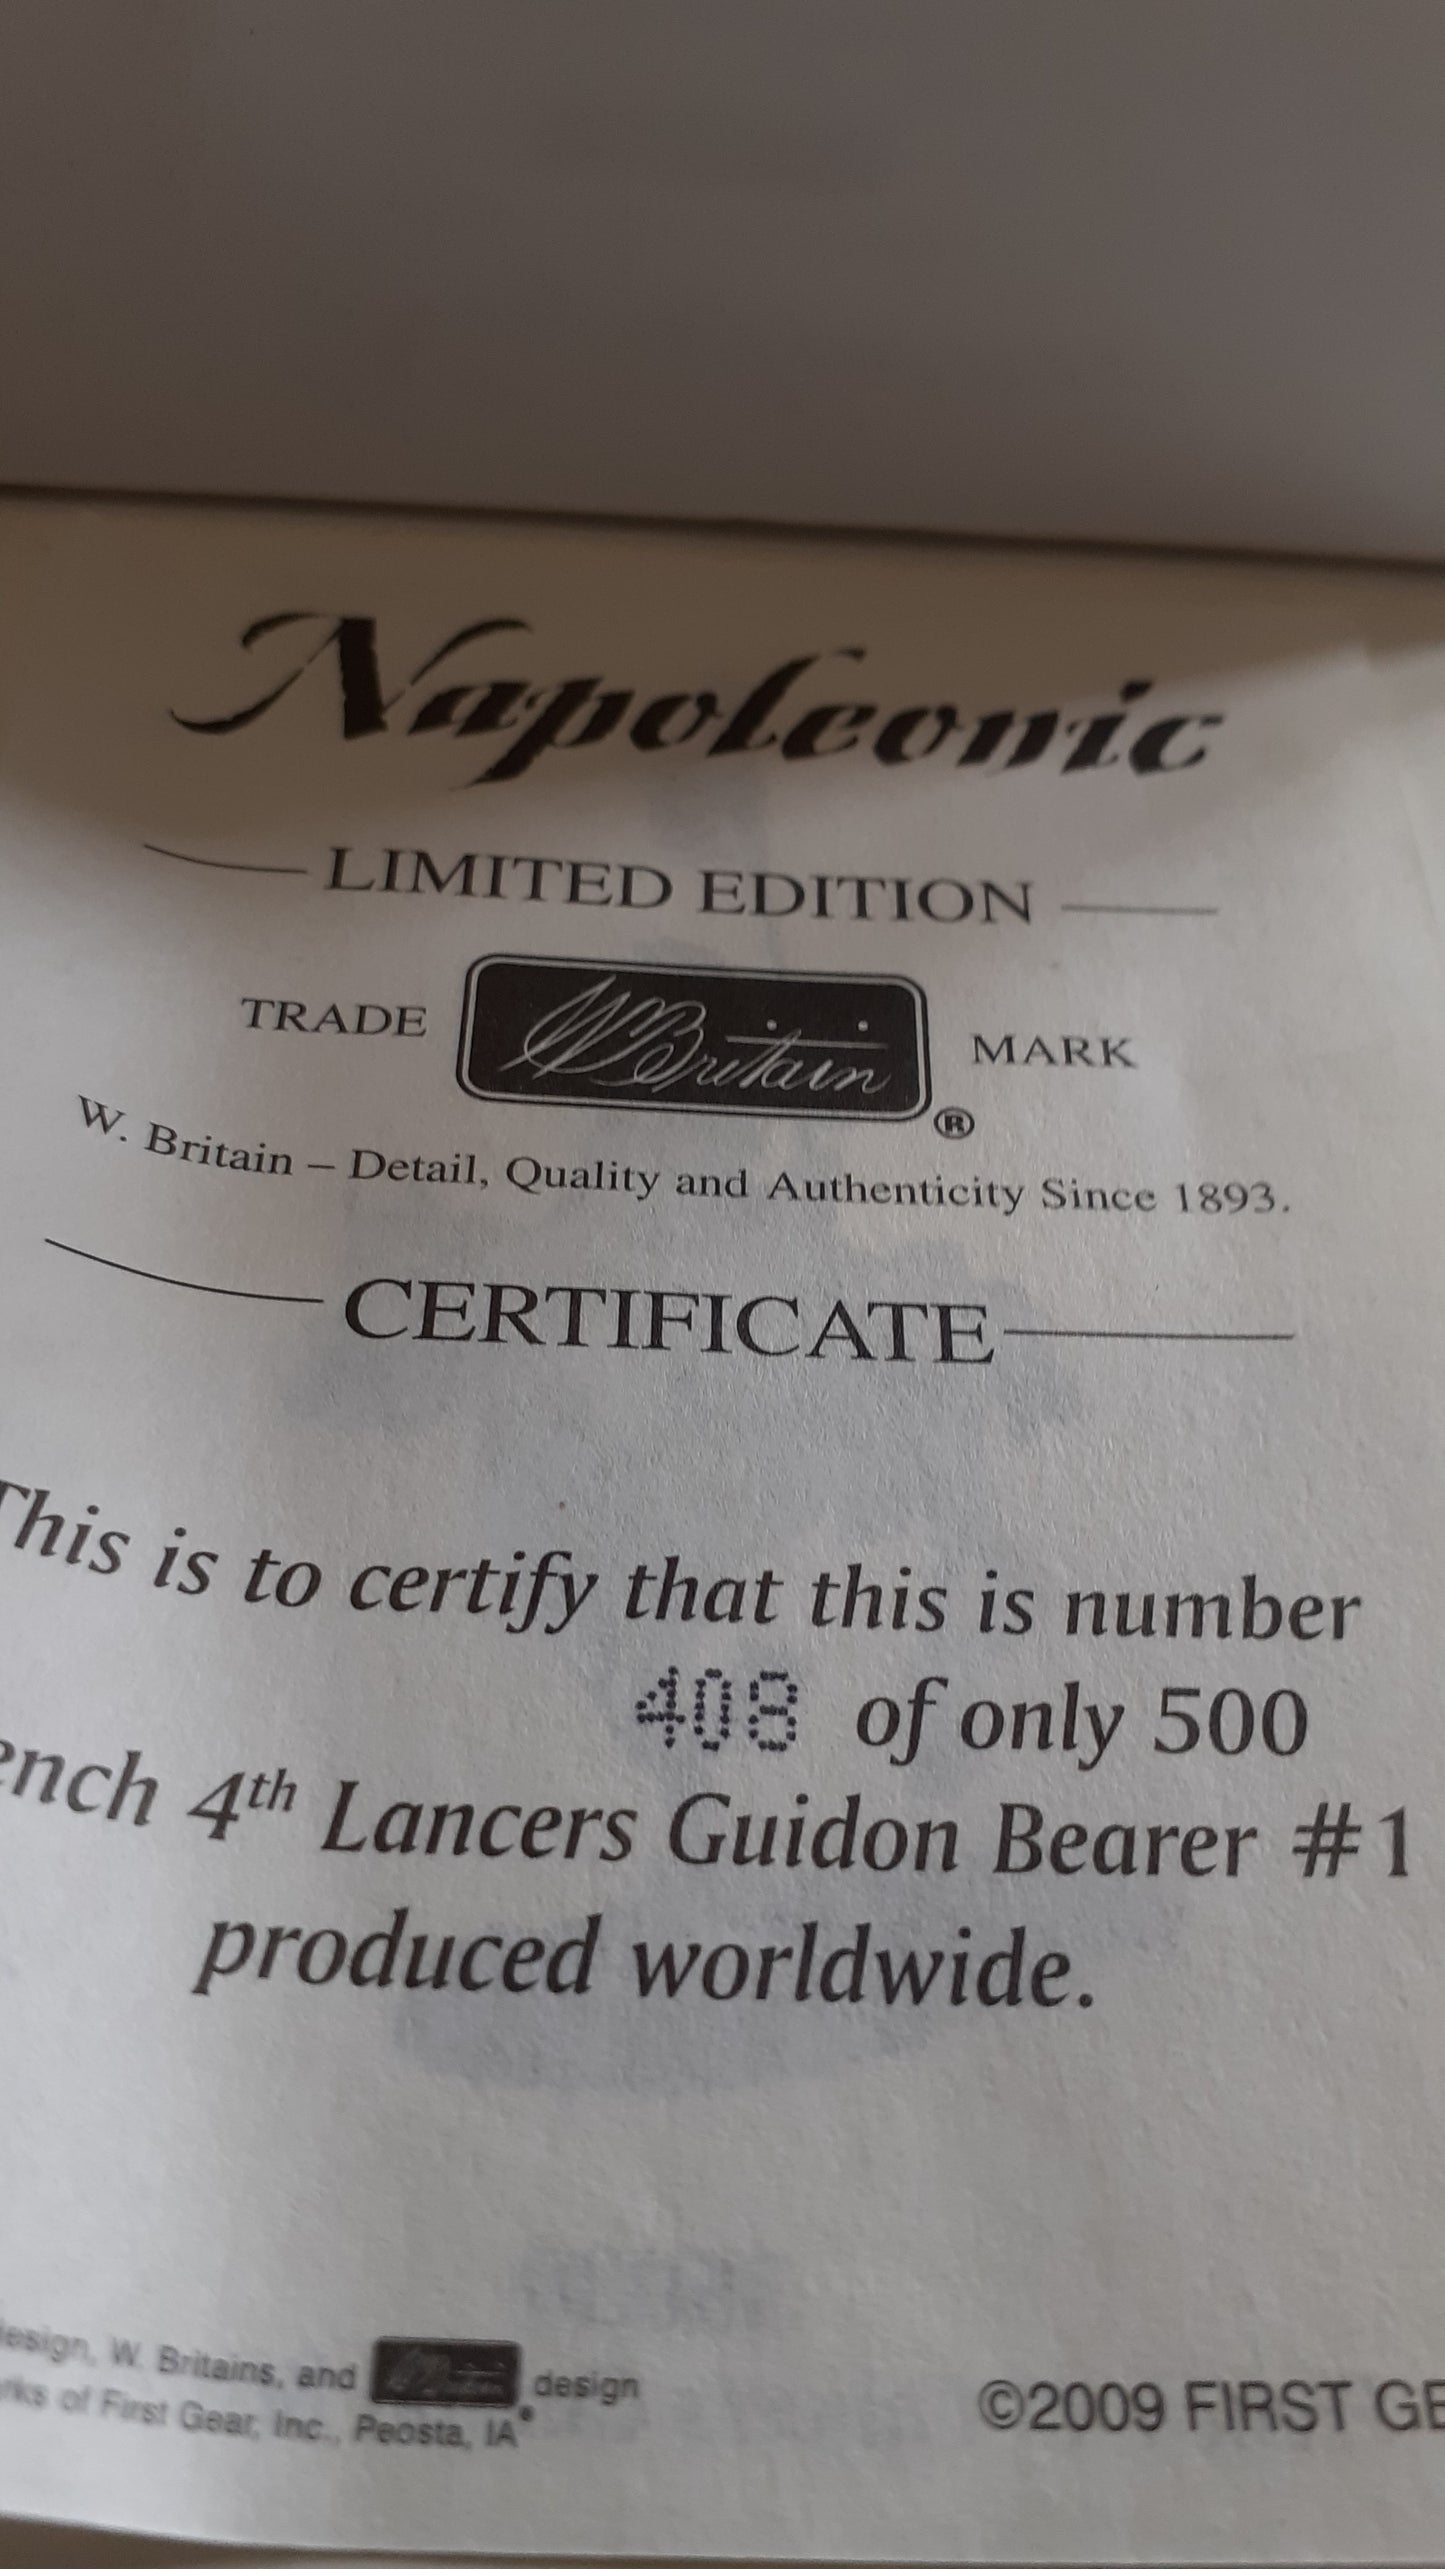 Napoleonic
LIMITED EDITION
TRADE W Britain ® MARK
W. Britain – Detail, Quality and Authenticity Since 1893.
CERTIFICATE
This is to certify that this is number
408 of only 500
ench 4th Lancers Guidon Bearer #1
produced worldwide.
design, W. Britains, and W Britain design
rks of First Gear, Inc., Peosta, IA
©2009 FIRST GE